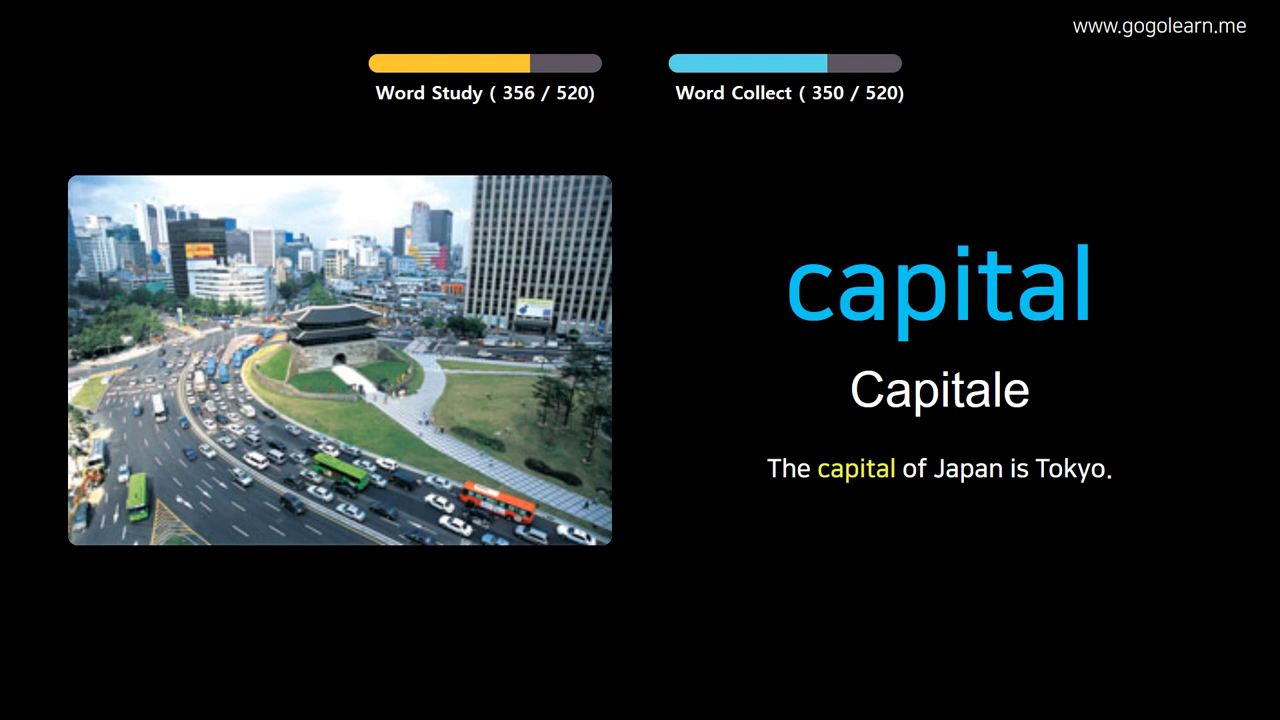 www.gogolearn.me
Word Study ( 356 / 520)
Word Collect ( 350 / 520)
capital
Capitale
The capital of Japan is Tokyo.